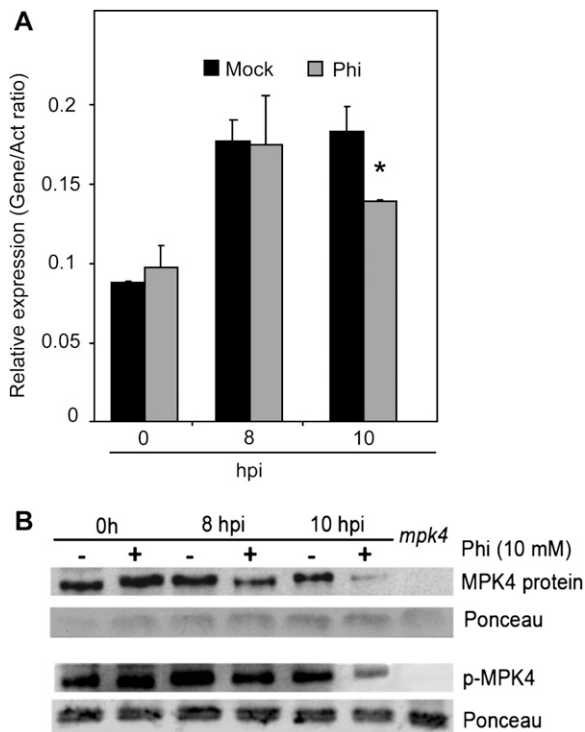 A
Mock Phi
0.2
0.15
0.1
0.05
0
Relative expression (Gene/Act ratio)
*
0 8 10
hpi
B
0h 8 hpi 10 hpi mpk4
- + - + - + Phi (10 mM)
MPK4 protein
Ponceau
p-MPK4
Ponceau